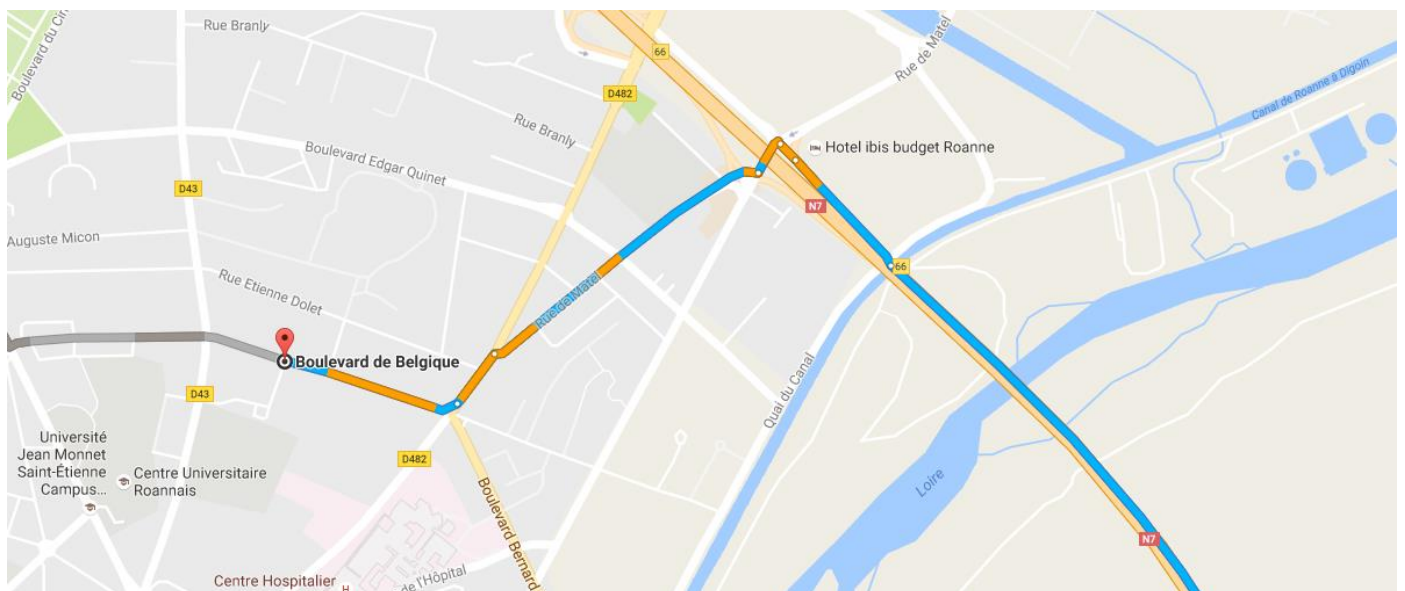 Boulevard du Cir
Rue Branly
66
D482
Rue de Matel
Canal de Roanne à Digoin
Rue Branly
Boulevard Edgar Quinet
Hotel ibis budget Roanne
D43
N7
Auguste Micon
Rue Etienne Dolet
66
Rue de Matel
Boulevard de Belgique
D43
Quai du Canal
Université
Jean Monnet
Saint-Étienne
Campus...
Centre Universitaire
Roannais
D482
Loire
Boulevard Bernard
N7
Centre Hospitalier
H
de l'Hôpital